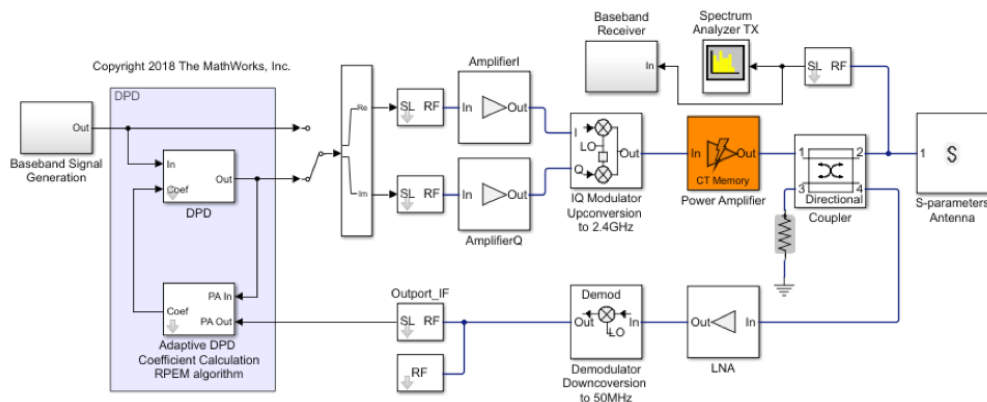 Copyright 2018 The MathWorks, Inc.
Baseband
Receiver
In
Spectrum
Analyzer TX
SL RF
DPD
Out
Baseband Signal
Generation
In
Coef
Out
DPD
Coef
PA In
PA Out
Adaptive DPD
Coefficient Calculation
RPEM algorithm
Re
Im
SL RF
SL RF
AmplifierI
In Out
In Out
AmplifierQ
I
LO
Q
Out
IQ Modulator
Upconversion
to 2.4GHz
In Out
CT Memory
Power Amplifier
1 2
3 4
Directional
Coupler
1 S
S-parameters
Antenna
Outport_IF
SL RF
RF
Demod
Out In
LO
Demodulator
Downcoversion
to 50MHz
Out In
LNA